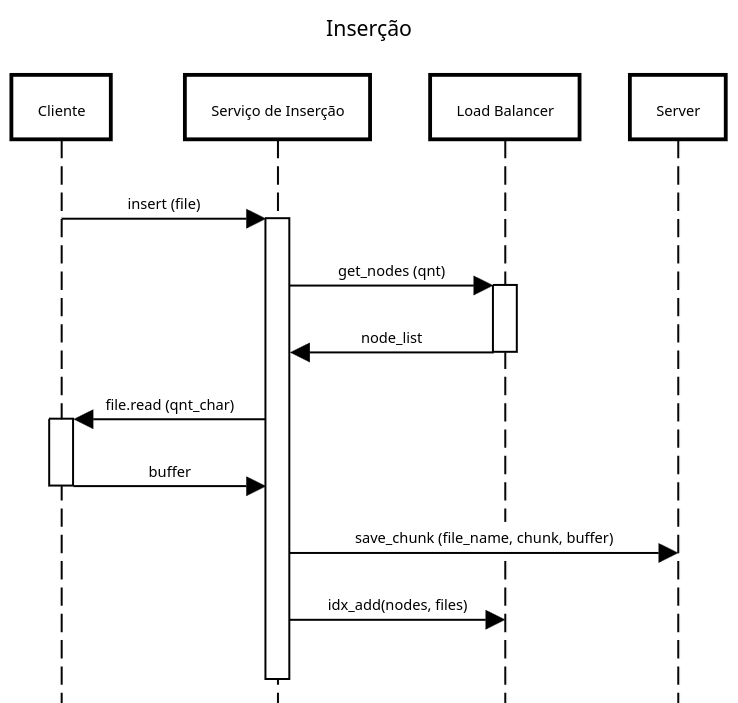 Inserção
Cliente
Serviço de Inserção
Load Balancer
Server
insert (file)
get_nodes (qnt)
node_list
file.read (qnt_char)
buffer
save_chunk (file_name, chunk, buffer)
idx_add(nodes, files)